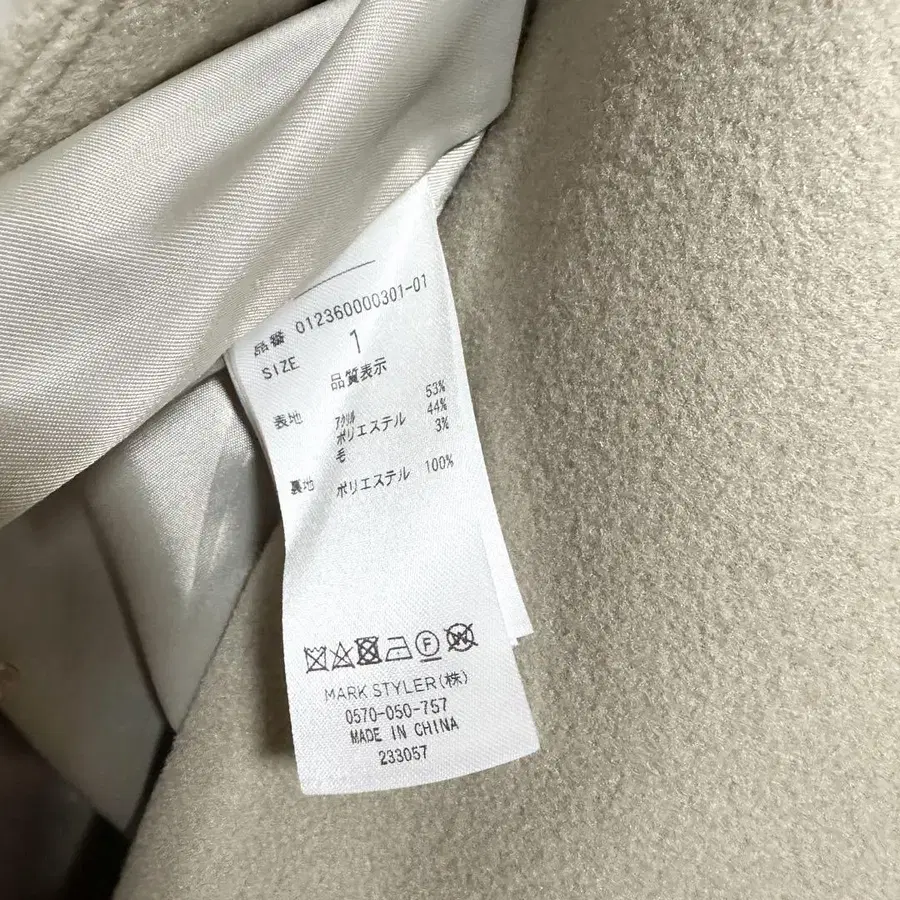 品番 012360000301-01
SIZE 1
品質表示
表地 アクリル 53%
ポリエステル 44%
毛 3%
裏地 ポリエステル 100%
F W
MARK STYLER(株)
0570-050-757
MADE IN CHINA
233057